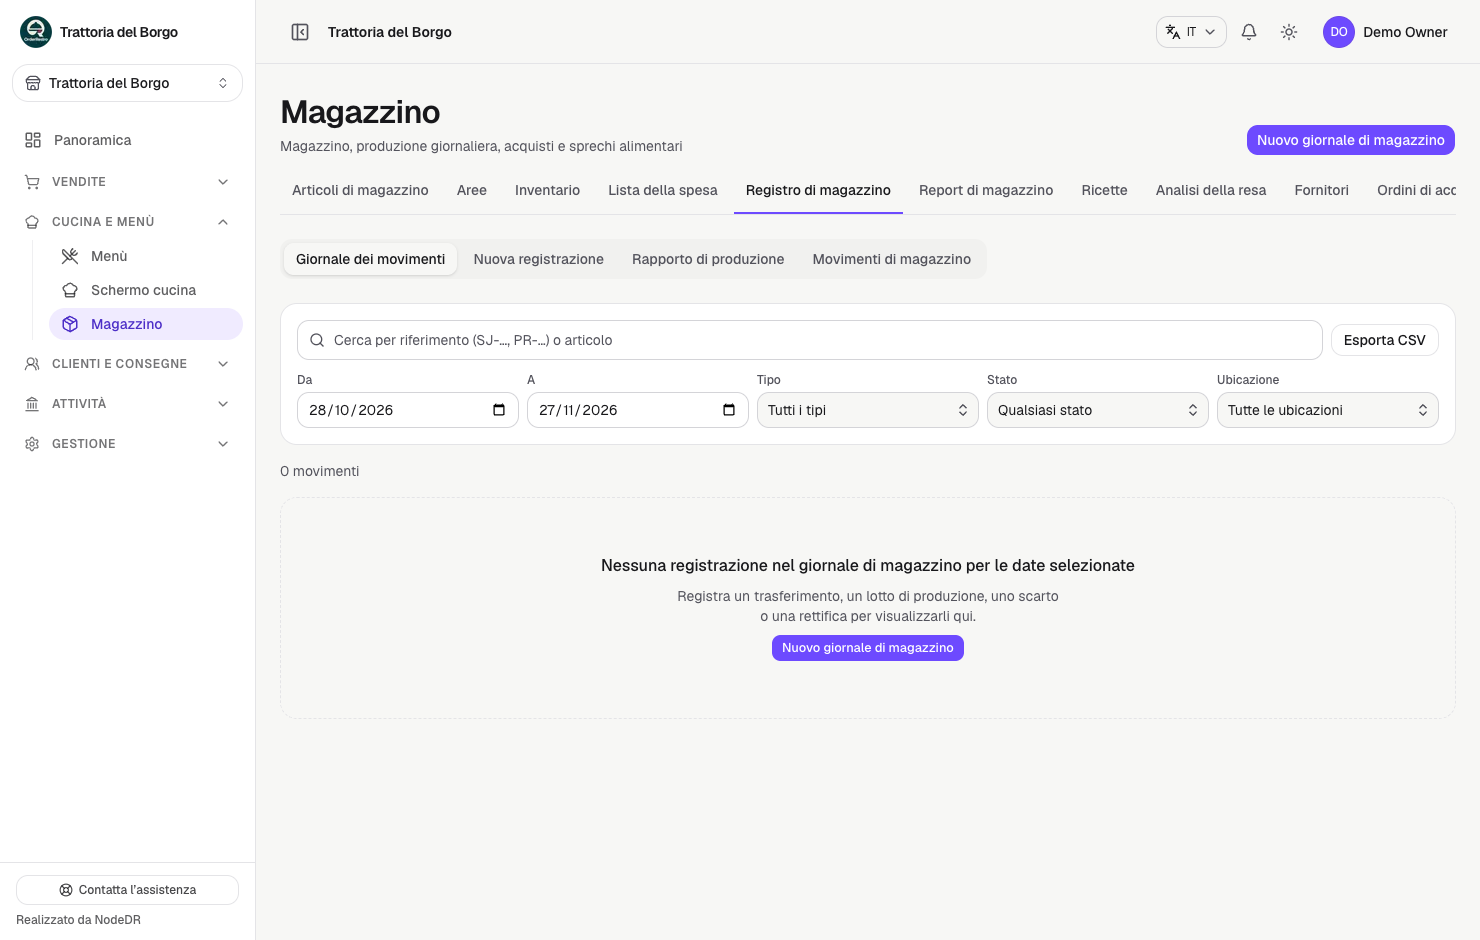 Trattoria del Borgo
Trattoria del Borgo
Panoramica
VENDITE
CUCINA E MENÙ
Menù
Schermo cucina
Magazzino
CLIENTI E CONSEGNE
ATTIVITÀ
GESTIONE
Contatta l'assistenza
Realizzato da NodeDR
Trattoria del Borgo
IT
DO
Demo Owner
Magazzino
Magazzino, produzione giornaliera, acquisti e sprechi alimentari
Nuovo giornale di magazzino
Articoli di magazzino
Aree
Inventario
Lista della spesa
Registro di magazzino
Report di magazzino
Ricette
Analisi della resa
Fornitori
Ordini di acq
Giornale dei movimenti
Nuova registrazione
Rapporto di produzione
Movimenti di magazzino
Cerca per riferimento (SJ-…, PR-…) o articolo
Esporta CSV
Da
A
Tipo
Stato
Ubicazione
28/10/2026
27/11/2026
Tutti i tipi
Qualsiasi stato
Tutte le ubicazioni
0 movimenti
Nessuna registrazione nel giornale di magazzino per le date selezionate
Registra un trasferimento, un lotto di produzione, uno scarto
o una rettifica per visualizzarli qui.
Nuovo giornale di magazzino